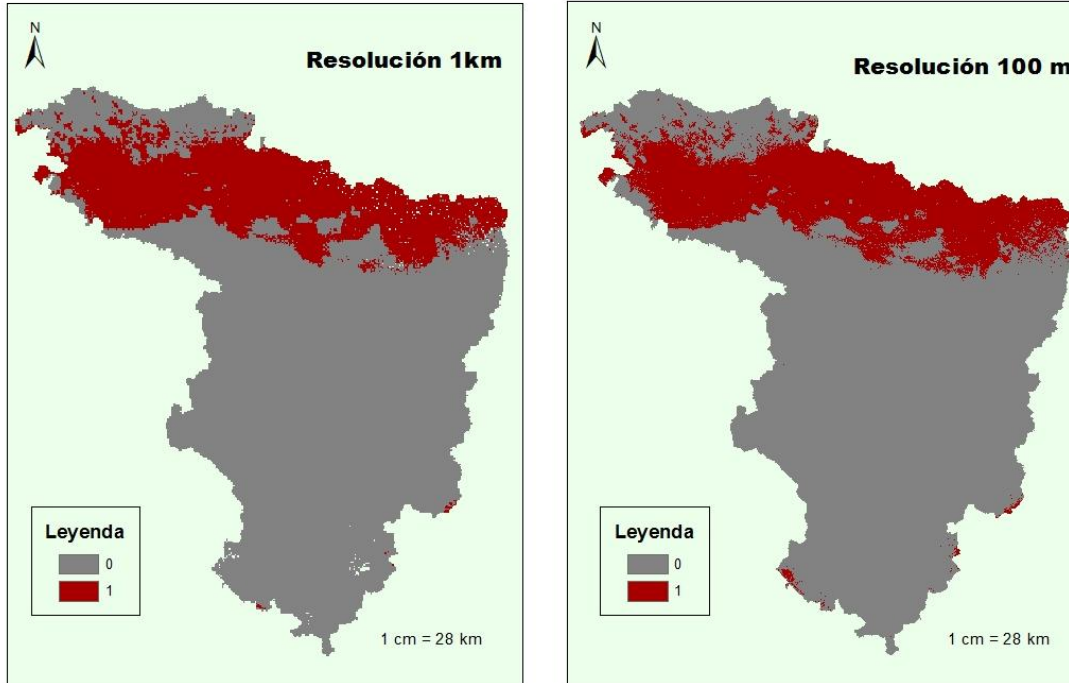 N
Resolución 1km
Leyenda
0
1
1 cm = 28 km
N
Resolución 100 m
Leyenda
0
1
1 cm = 28 km